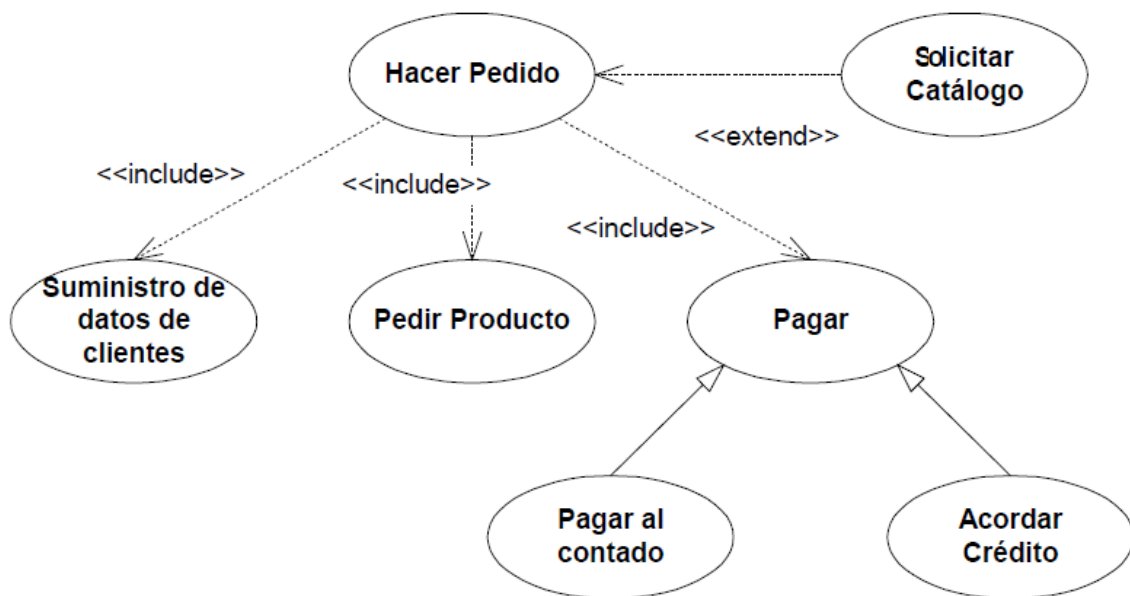 Hacer Pedido
Solicitar
Catálogo
<<extend>>
<<include>>
<<include>>
<<include>>
Suministro de
datos de
clientes
Pedir Producto
Pagar
Pagar al
contado
Acordar
Crédito